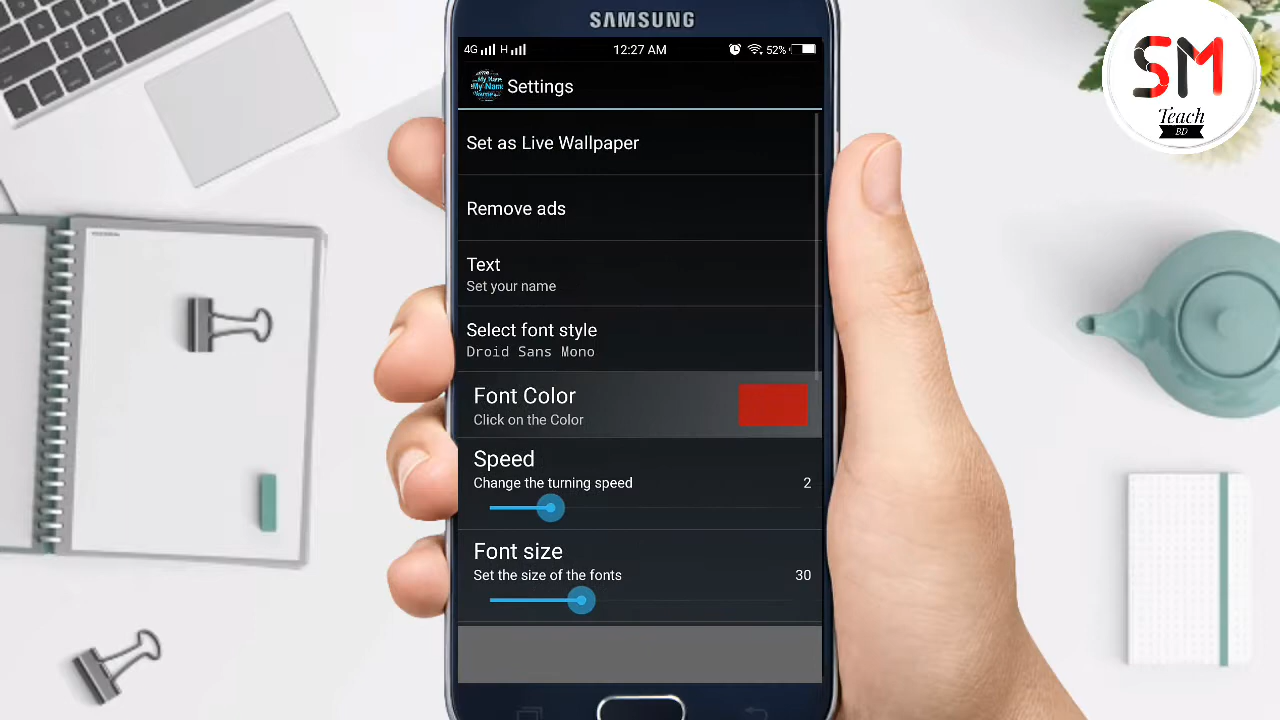 SAMSUNG
4G H 12:27 AM 52%
My Name
Settings
Set as Live Wallpaper
Remove ads
Text
Set your name
Select font style
Droid Sans Mono
Font Color
Click on the Color
Speed
Change the turning speed 2
Font size
Set the size of the fonts 30
SM
Teach
BD